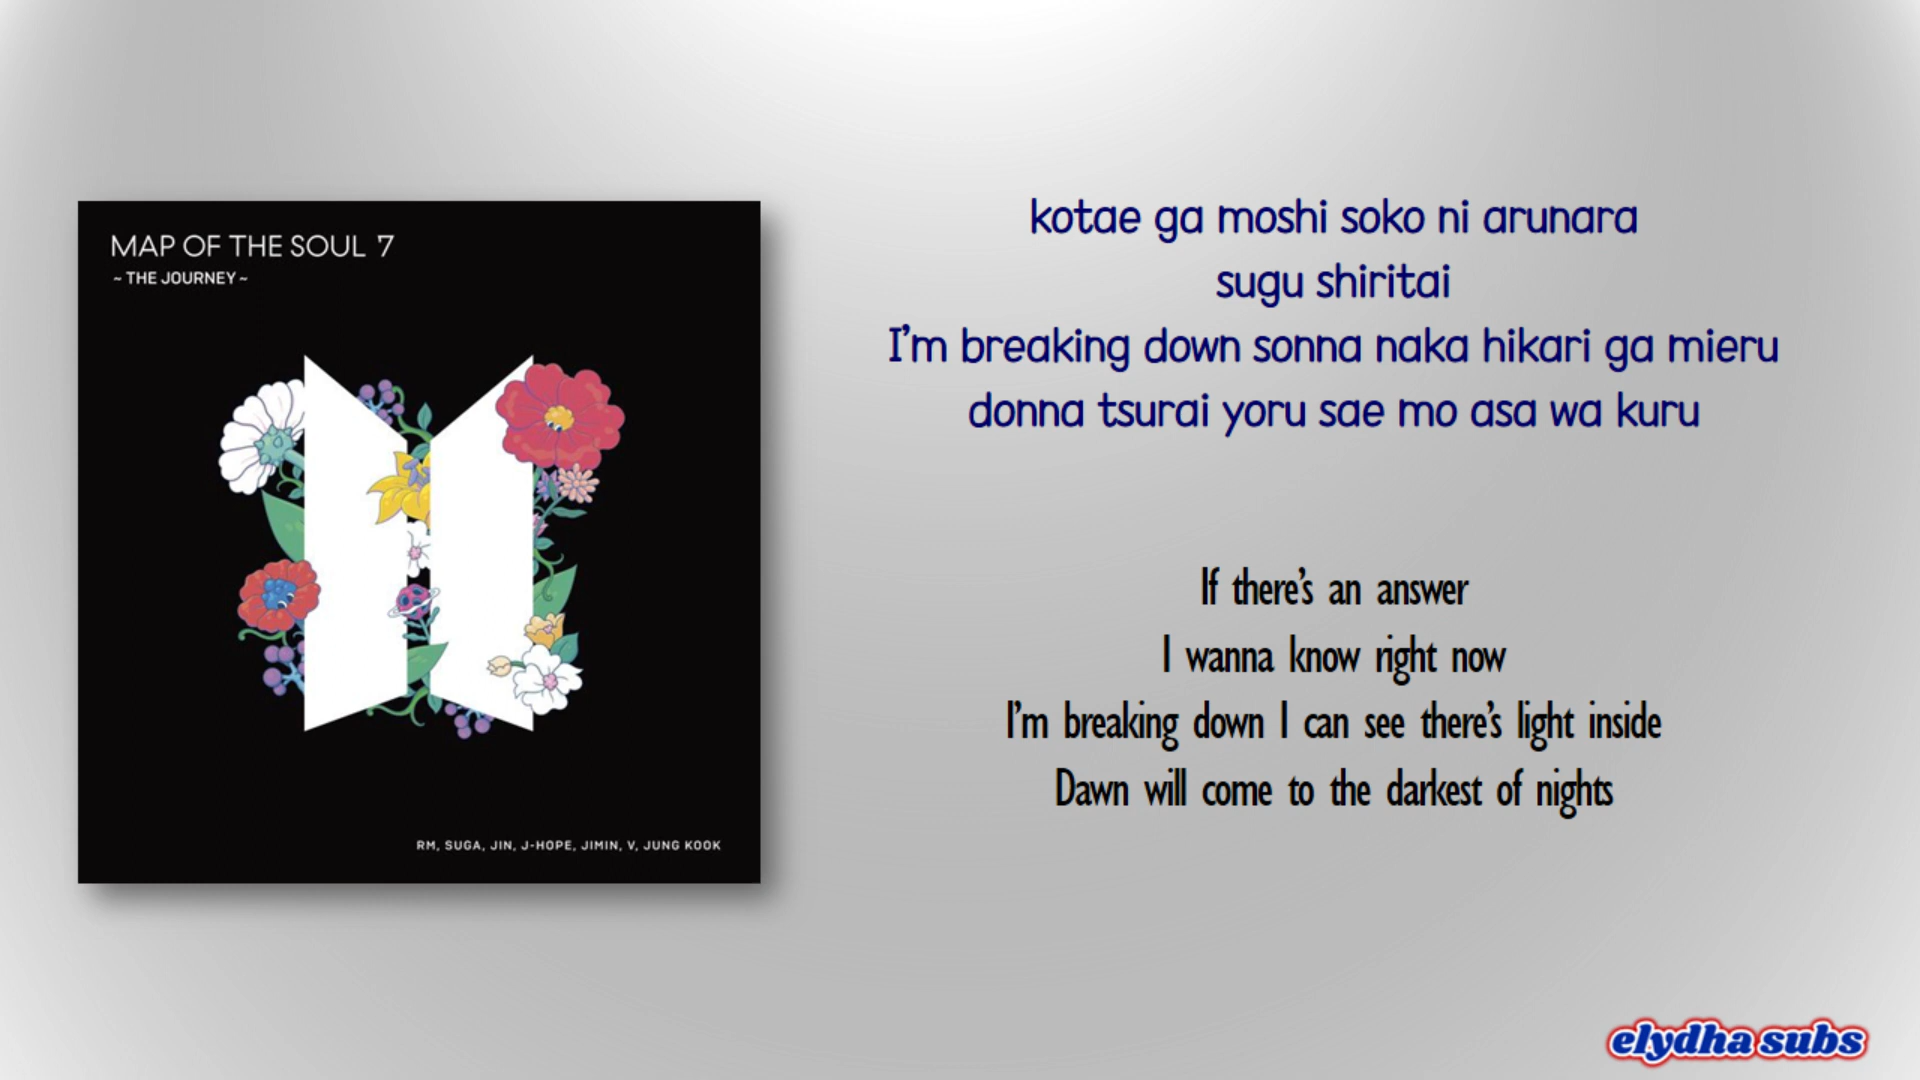 MAP OF THE SOUL 7
~ THE JOURNEY ~
RM, SUGA, JIN, J-HOPE, JIMIN, V, JUNG KOOK
kotae ga moshi soko ni arunara
sugu shiritai
I'm breaking down sonna naka hikari ga mieru
donna tsurai yoru sae mo asa wa kuru
If there's an answer
I wanna know right now
I'm breaking down I can see there's light inside
Dawn will come to the darkest of nights
elydha subs